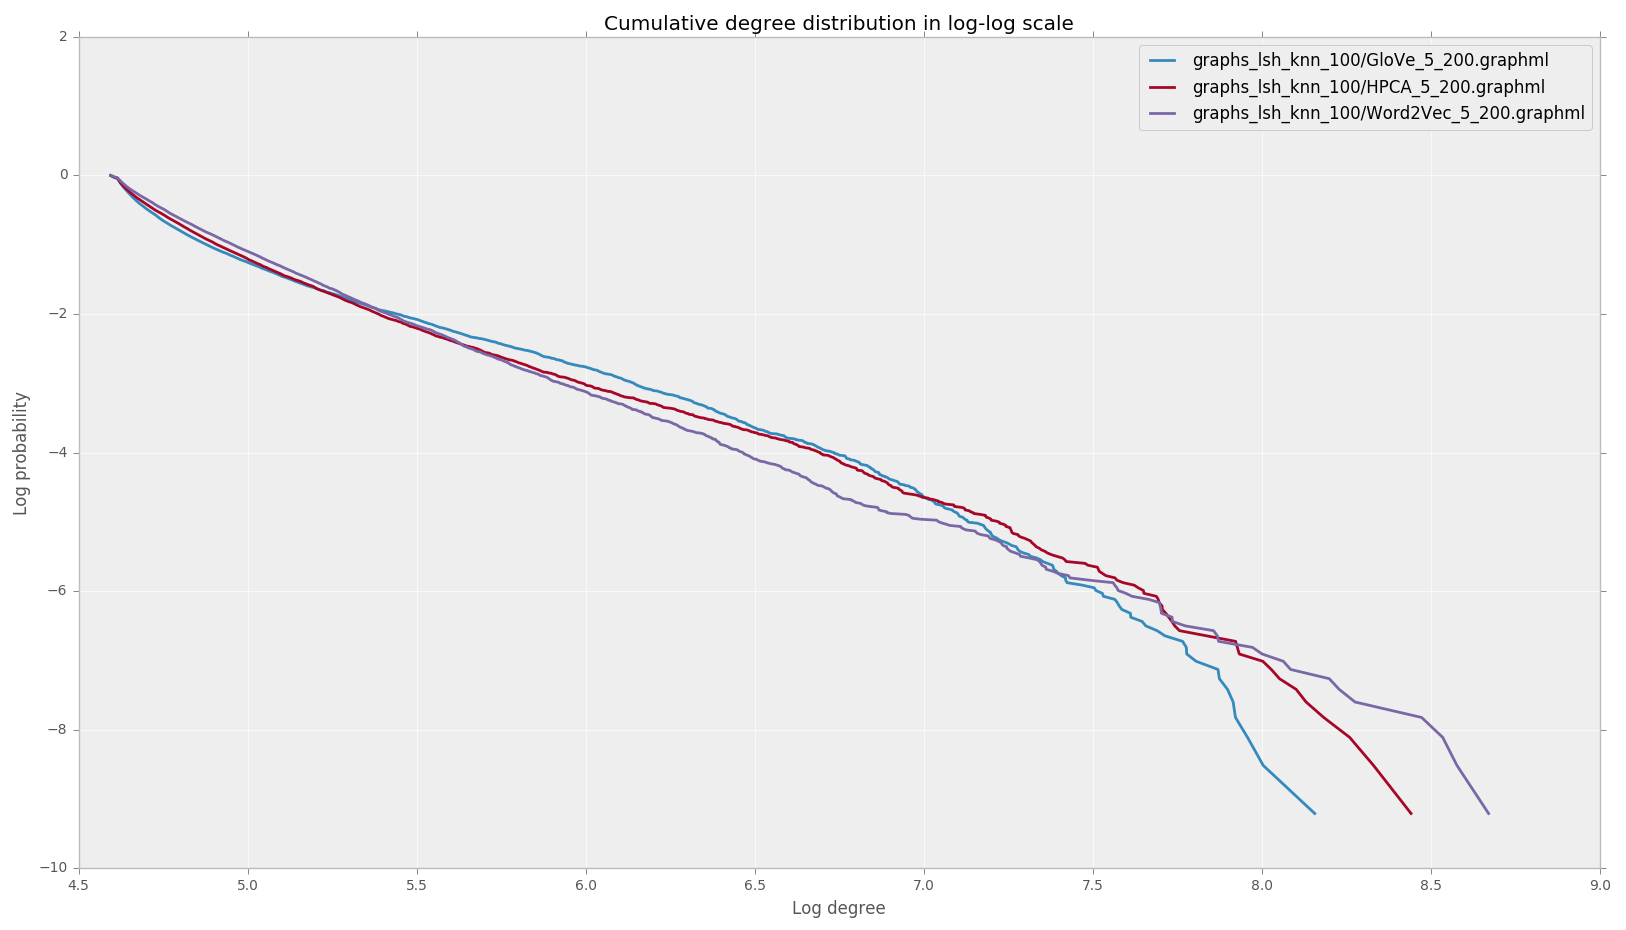 Cumulative degree distribution in log-log scale
graphs_lsh_knn_100/GloVe_5_200.graphml
graphs_lsh_knn_100/HPCA_5_200.graphml
graphs_lsh_knn_100/Word2Vec_5_200.graphml
2
0
−2
−4
−6
−8
−10
Log probability
4.5 5.0 5.5 6.0 6.5 7.0 7.5 8.0 8.5 9.0
Log degree